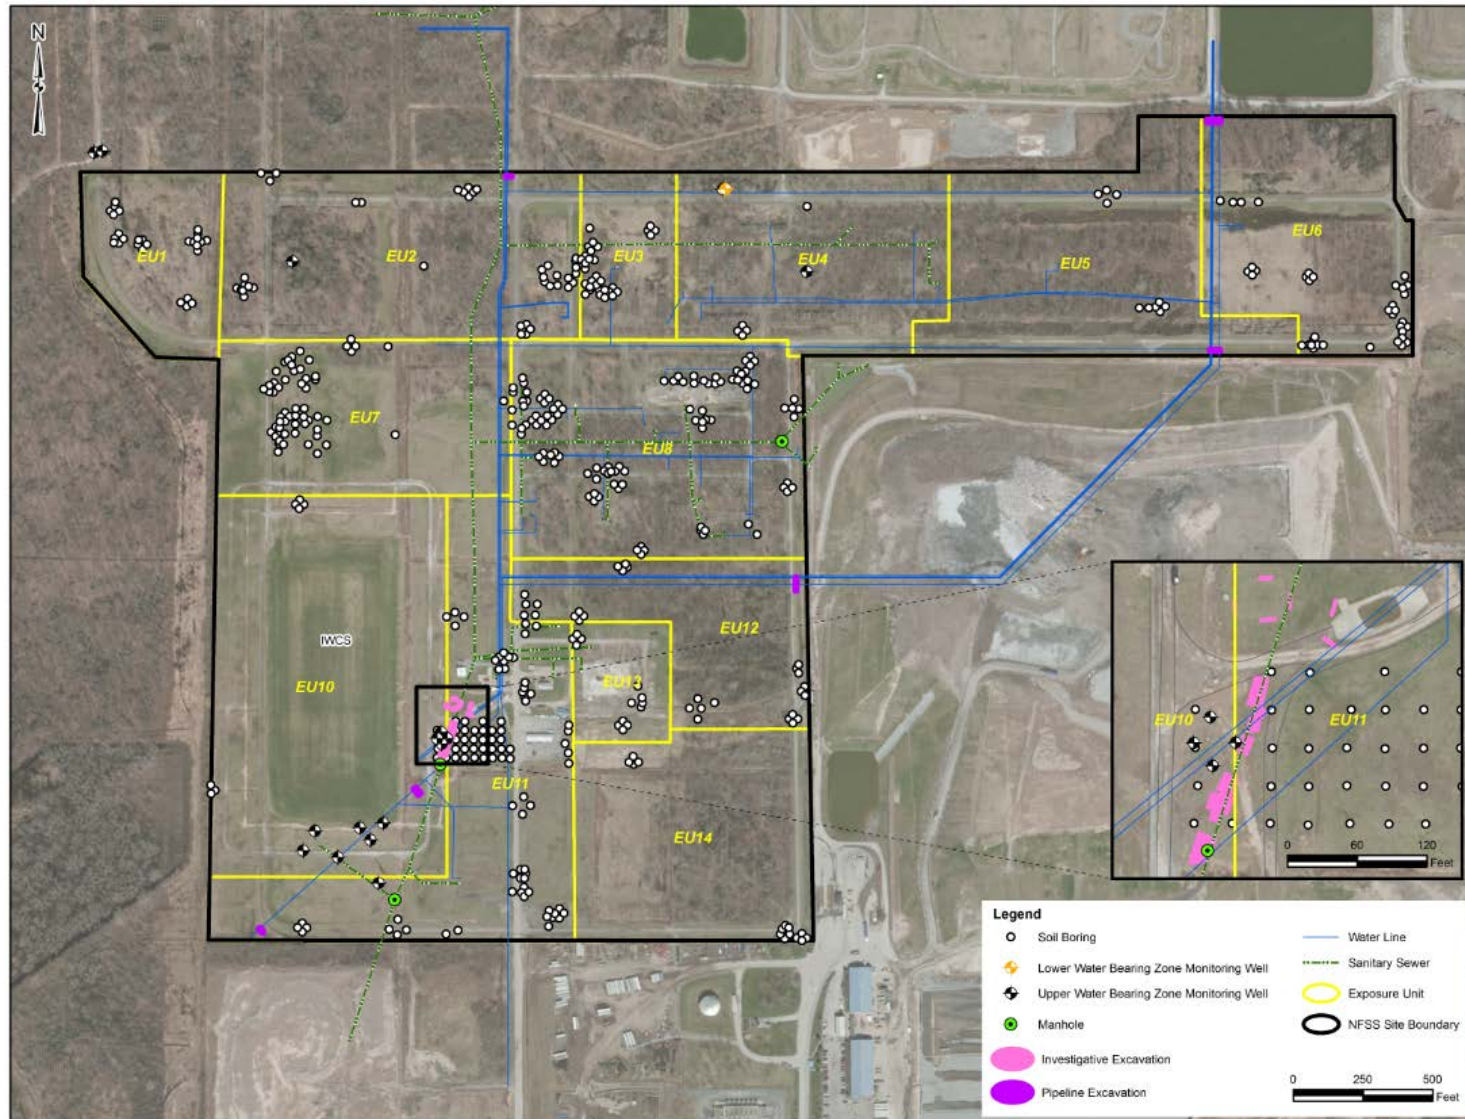 N
EU1
EU2
EU3
EU4
EU5
EU6
EU7
EU8
IWCS
EU10
EU12
EU13
EU11
EU14
EU10
EU11
0 60 120
Feet
Legend
Soil Boring
Lower Water Bearing Zone Monitoring Well
Upper Water Bearing Zone Monitoring Well
Manhole
Investigative Excavation
Pipeline Excavation
Water Line
Sanitary Sewer
Exposure Unit
NFSS Site Boundary
0 250 500
Feet